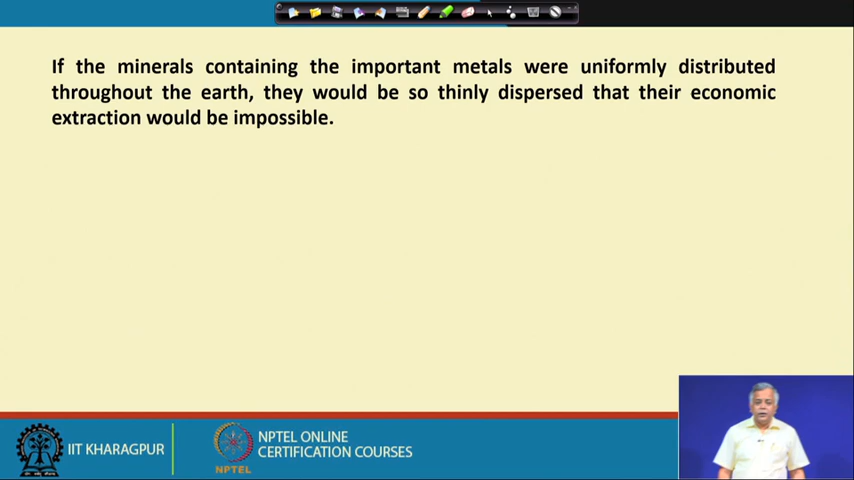 If the minerals containing the important metals were uniformly distributed
throughout the earth, they would be so thinly dispersed that their economic
extraction would be impossible.
IIT KHARAGPUR
NPTEL
NPTEL ONLINE
CERTIFICATION COURSES